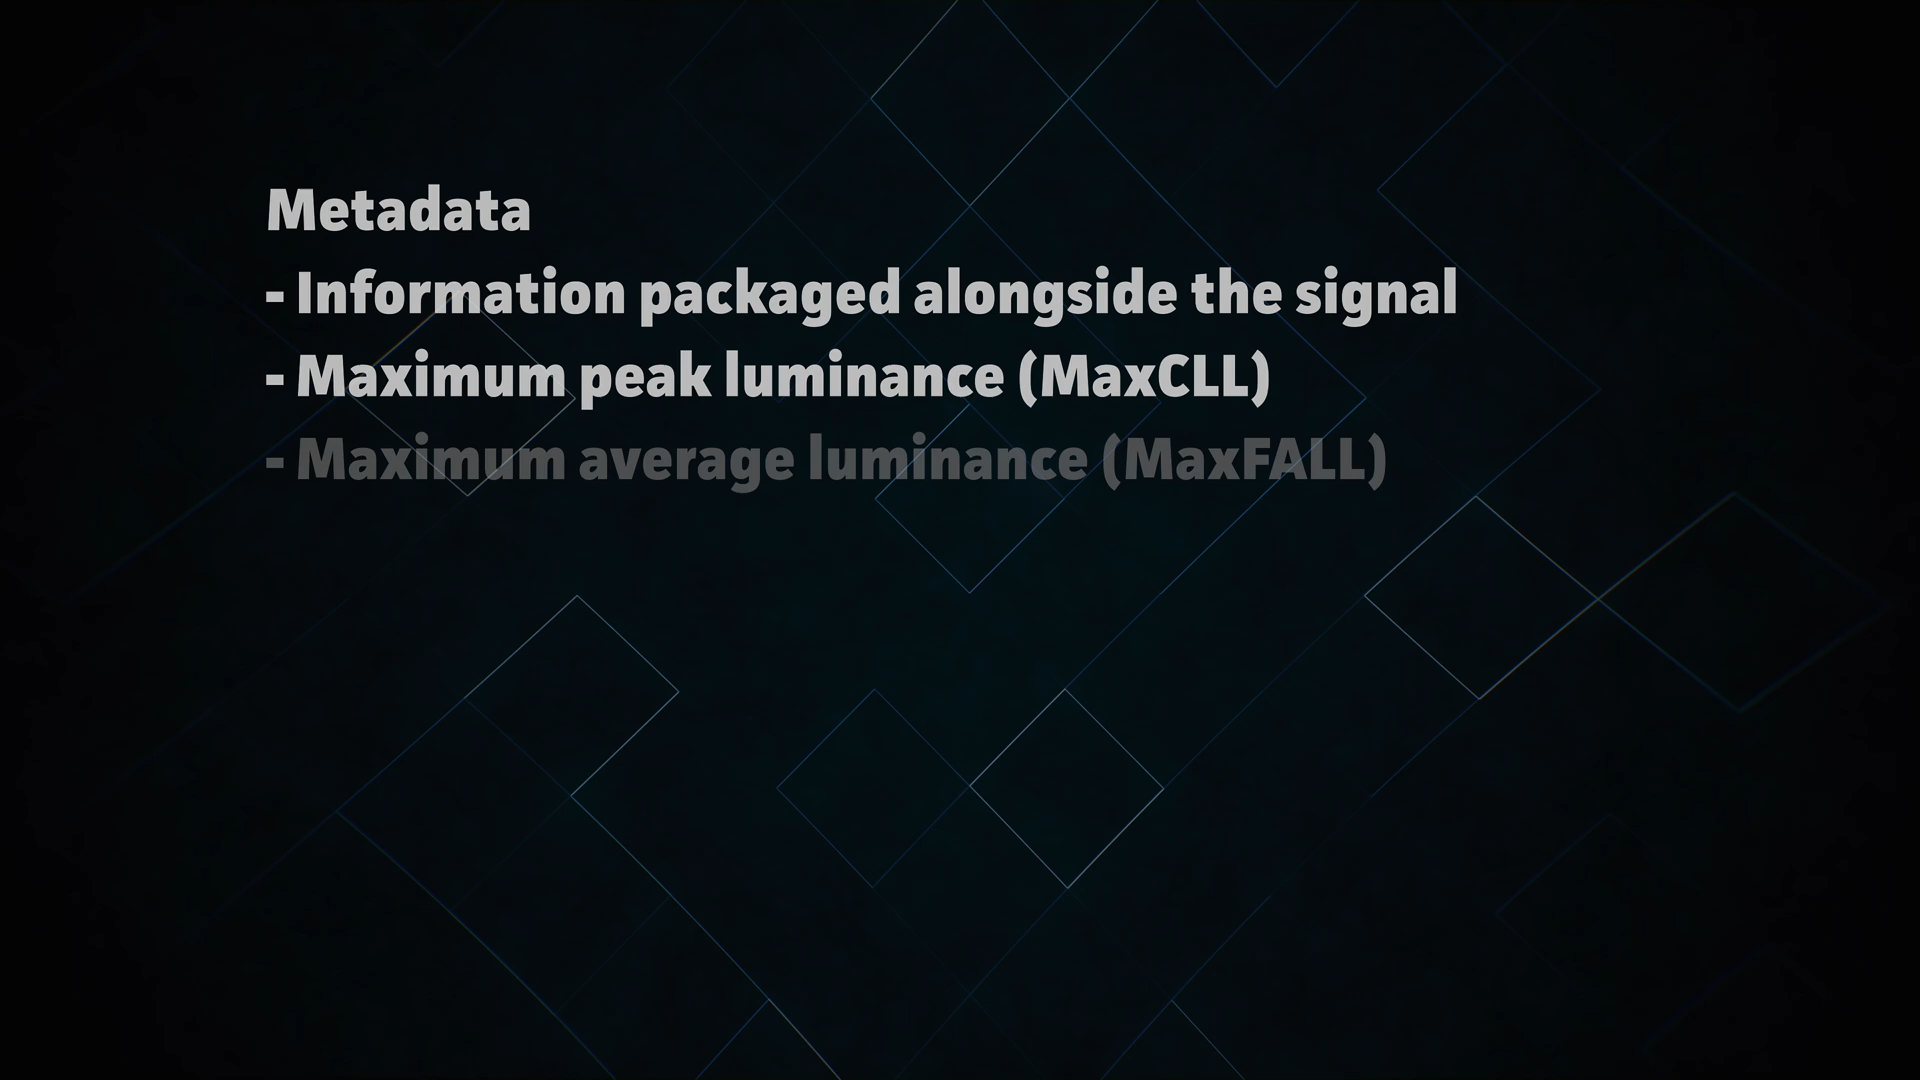 Metadata
- Information packaged alongside the signal
- Maximum peak luminance (MaxCLL)
- Maximum average luminance (MaxFALL)